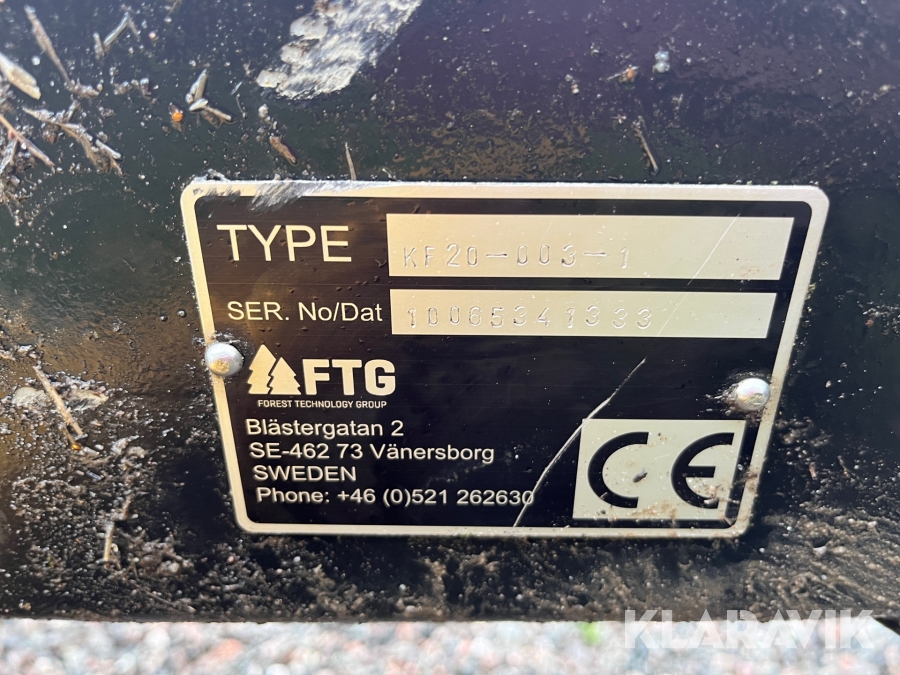 TYPE KF20-003-1
SER. No/Dat 10065341333
FTG
FOREST TECHNOLOGY GROUP
Blästergatan 2
SE-462 73 Vänersborg
SWEDEN
Phone: +46 (0)521 262630
CE
KLARAVIK